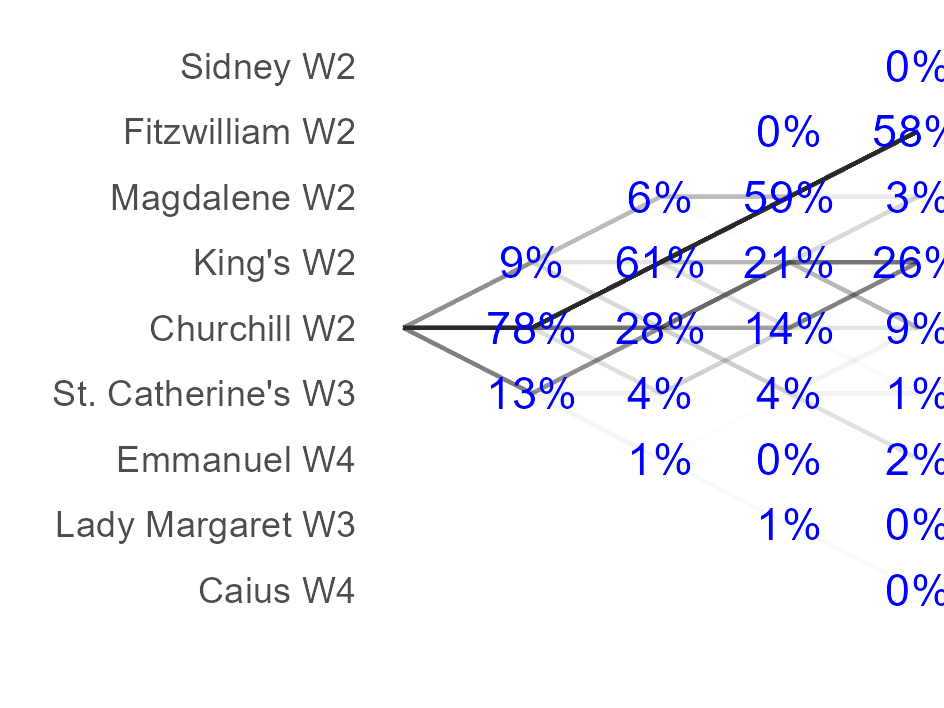 Sidney W2 0%
Fitzwilliam W2 0% 58%
Magdalene W2 6% 59% 3%
King's W2 9% 61% 21% 26%
Churchill W2 78% 28% 14% 9%
St. Catherine's W3 13% 4% 4% 1%
Emmanuel W4 1% 0% 2%
Lady Margaret W3 1% 0%
Caius W4 0%